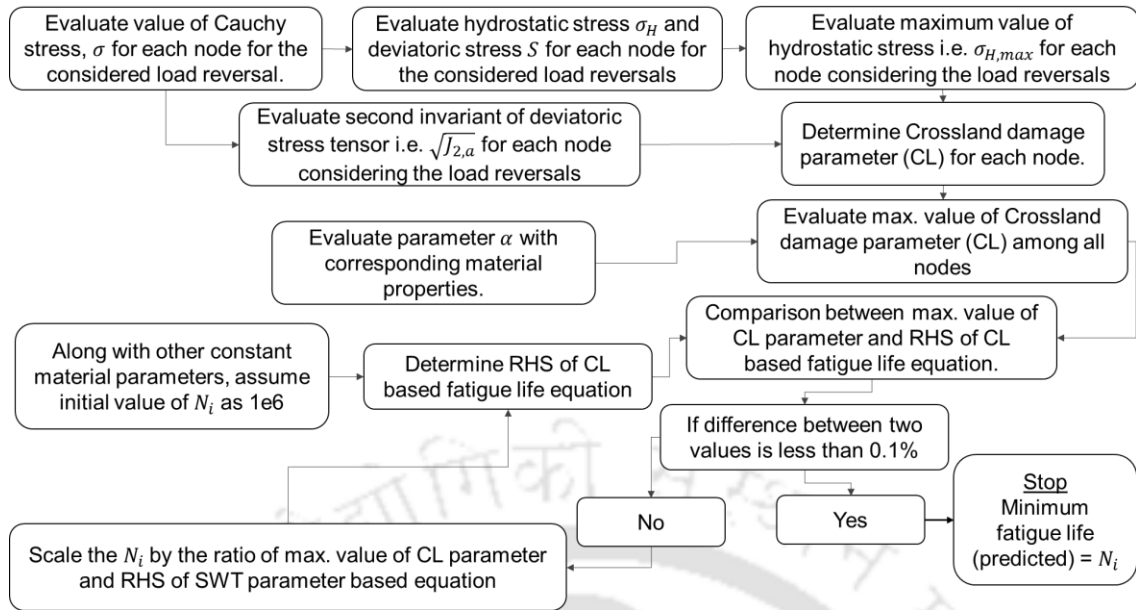 Evaluate value of Cauchy
stress, σ for each node for the
considered load reversal.
Evaluate hydrostatic stress σ_H and
deviatoric stress S for each node for
the considered load reversals
Evaluate maximum value of
hydrostatic stress i.e. σ_{H,max} for each
node considering the load reversals
Evaluate second invariant of deviatoric
stress tensor i.e. √J_{2,a} for each node
considering the load reversals
Determine Crossland damage
parameter (CL) for each node.
Evaluate parameter α with
corresponding material
properties.
Evaluate max. value of Crossland
damage parameter (CL) among all
nodes
Along with other constant
material parameters, assume
initial value of N_i as 1e6
Determine RHS of CL
based fatigue life equation
Comparison between max. value of
CL parameter and RHS of CL
based fatigue life equation.
If difference between two
values is less than 0.1%
No
Yes
Stop
Minimum
fatigue life
(predicted) = N_i
Scale the N_i by the ratio of max. value of CL parameter
and RHS of SWT parameter based equation